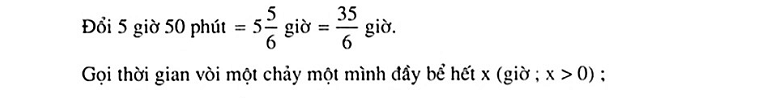 Đổi 5 giờ 50 phút = 5 5/6 giờ = 35/6 giờ.
Gọi thời gian vòi một chảy một mình đầy bể hết x (giờ ; x > 0) ;